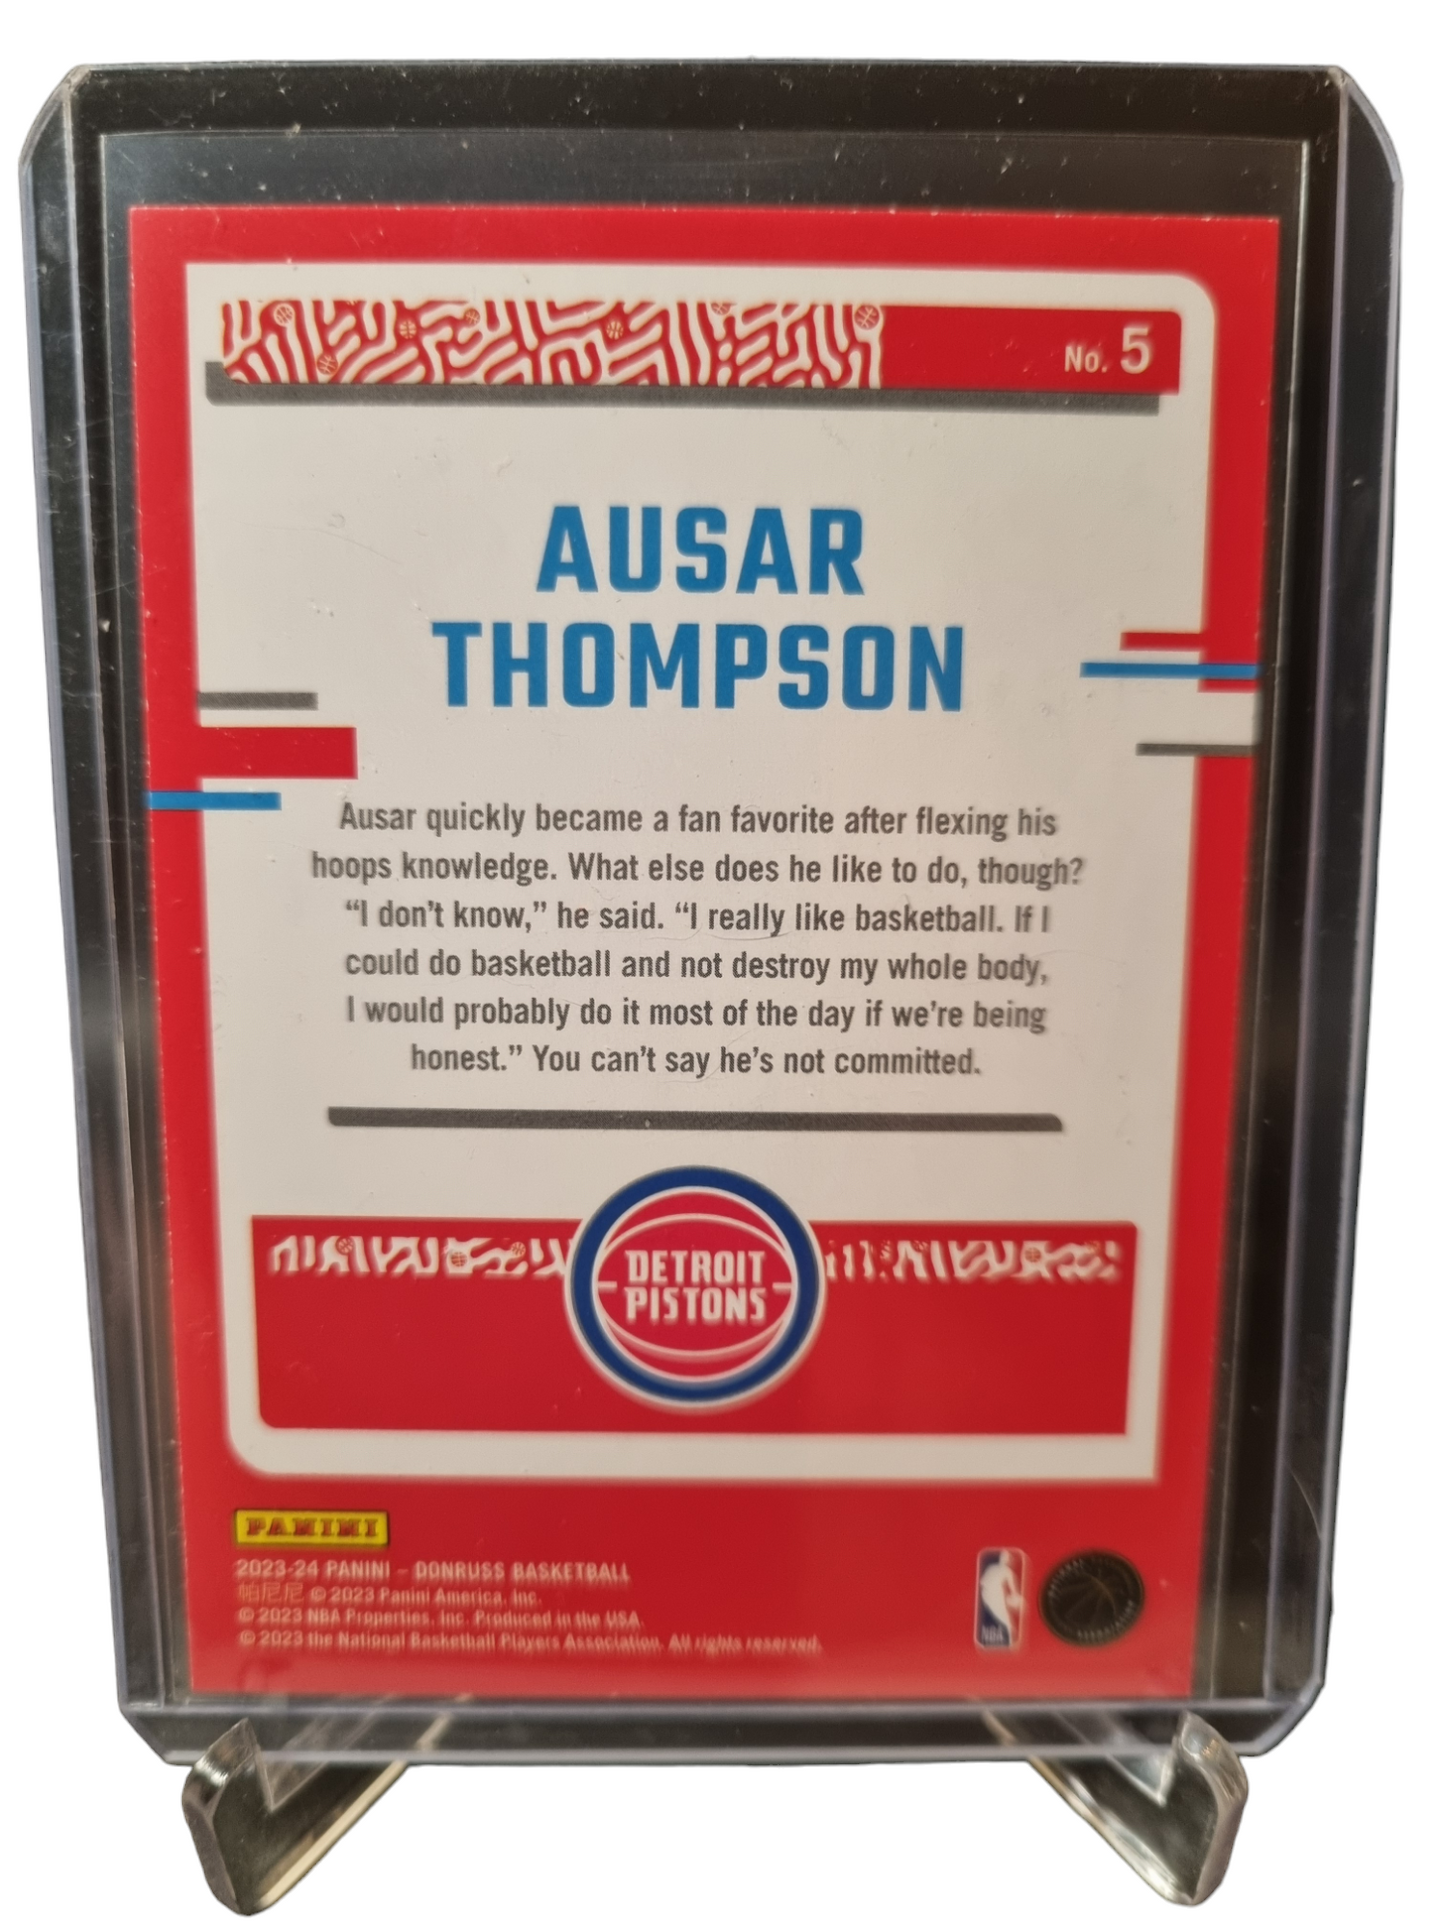 No. 5
AUSAR
THOMPSON
Ausar quickly became a fan favorite after flexing his
hoops knowledge. What else does he like to do, though?
“I don’t know,” he said. “I really like basketball. If I
could do basketball and not destroy my whole body,
I would probably do it most of the day if we’re being
honest.” You can’t say he’s not committed.
DETROIT
PISTONS
PANINI
2023-24 PANINI – DONRUSS BASKETBALL
帕尼尼 © 2023 Panini America, Inc.
© 2023 NBA Properties, Inc. Produced in the USA.
© 2023 the National Basketball Players Association. All rights reserved.
NBA